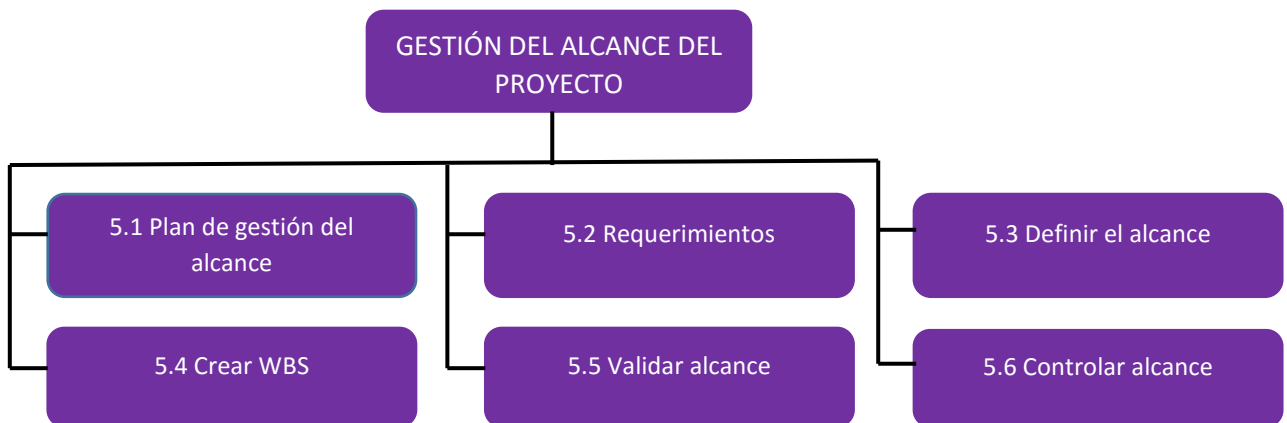 GESTIÓN DEL ALCANCE DEL
PROYECTO
5.1 Plan de gestión del
alcance
5.2 Requerimientos
5.3 Definir el alcance
5.4 Crear WBS
5.5 Validar alcance
5.6 Controlar alcance